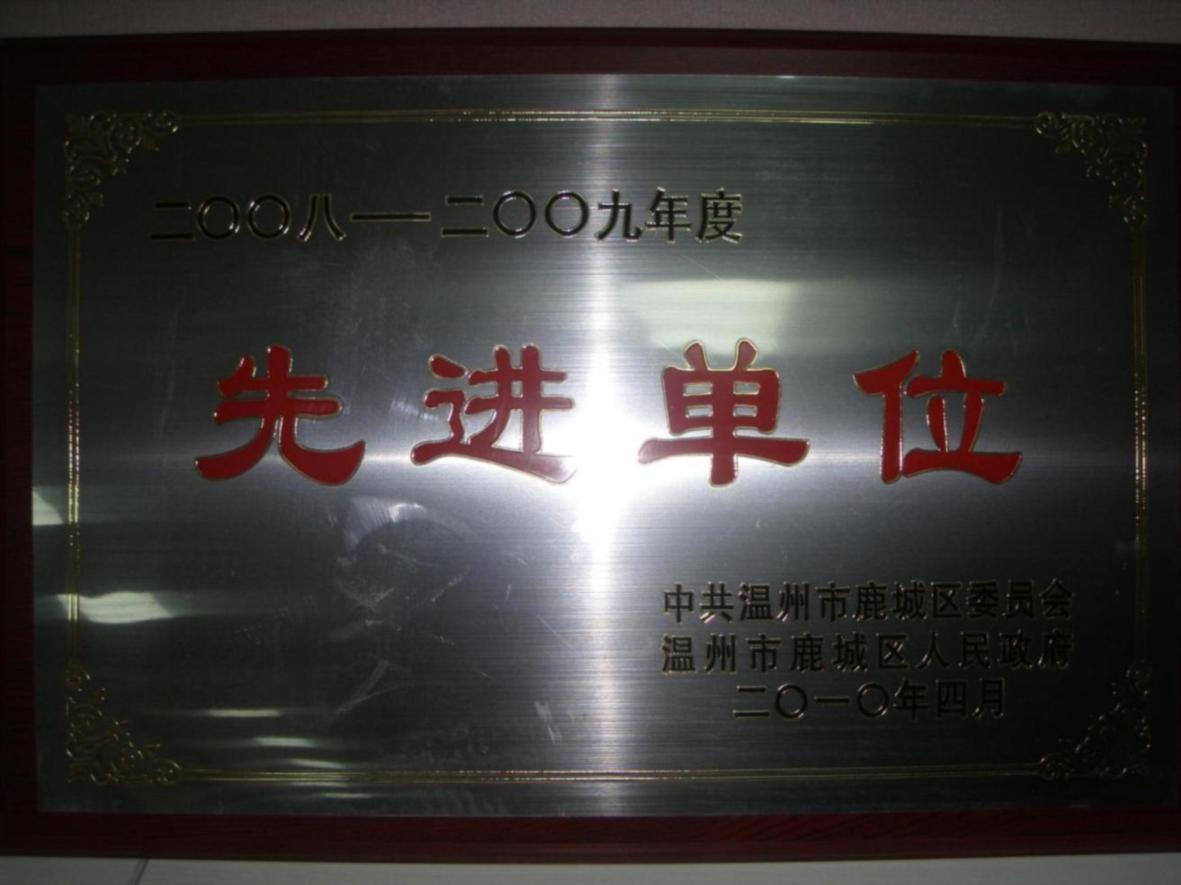 二〇〇八——二〇〇九年度
先进单位
中共温州市鹿城区委员会
温州市鹿城区人民政府
二〇一〇年四月